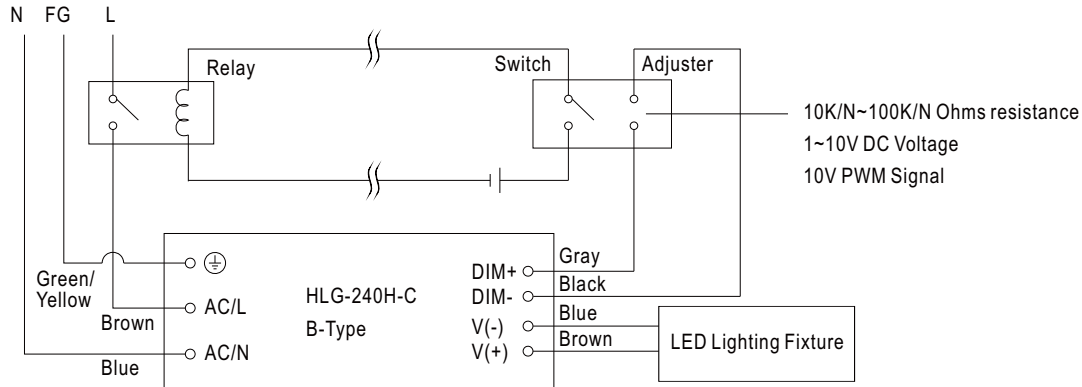 N FG L
Relay
Switch
Adjuster
10K/N~100K/N Ohms resistance
1~10V DC Voltage
10V PWM Signal
Green/
Yellow
Brown
Blue
AC/L
AC/N
HLG-240H-C
B-Type
DIM+
DIM-
V(-)
V(+)
Gray
Black
Blue
Brown
LED Lighting Fixture